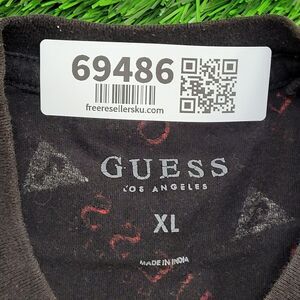 69486
freeresellersku.com
GUESS
LOS ANGELES
XL
MADE IN INDIA